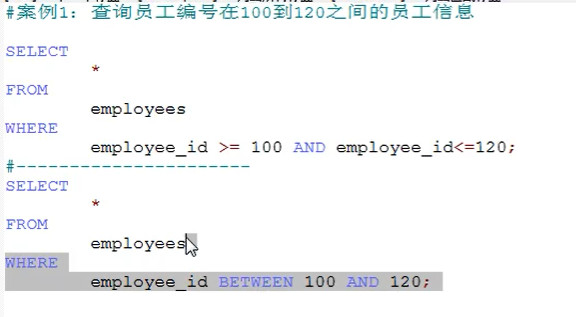 #案例1：查询员工编号在100到120之间的员工信息
SELECT
*
FROM
employees
WHERE
employee_id >= 100 AND employee_id<=120;
#----------------------
SELECT
*
FROM
employees
WHERE
employee_id BETWEEN 100 AND 120;